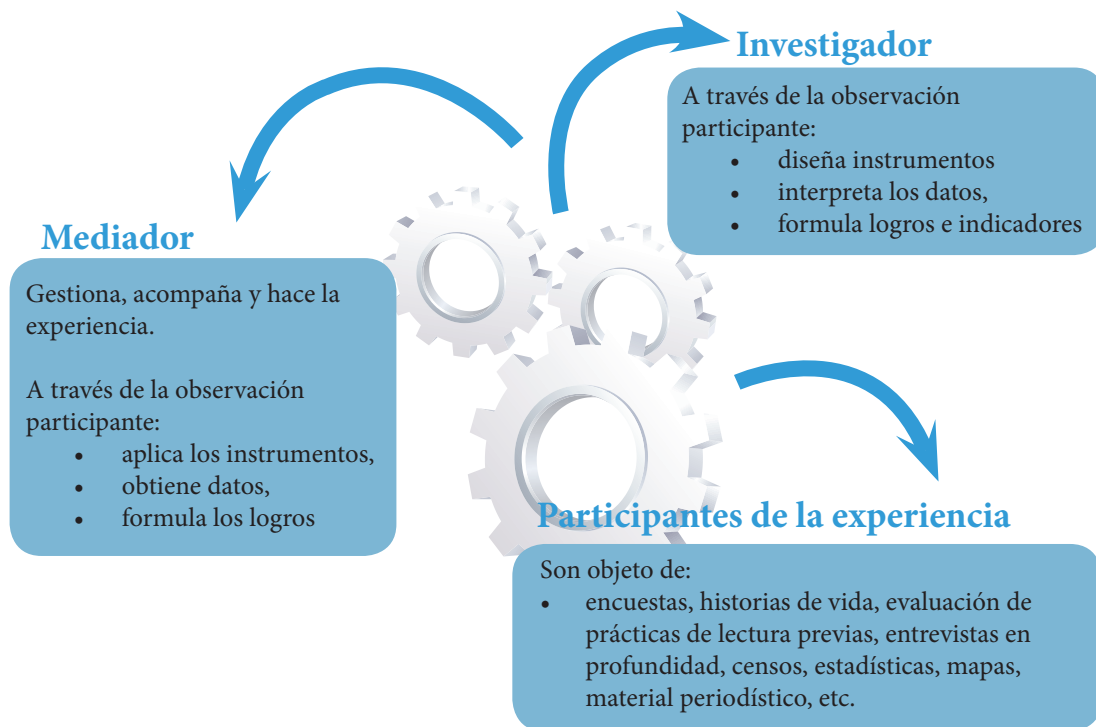 Investigador
A través de la observación
participante:
• diseña instrumentos
• interpreta los datos,
• formula logros e indicadores
Mediador
Gestiona, acompaña y hace la
experiencia.
A través de la observación
participante:
• aplica los instrumentos,
• obtiene datos,
• formula los logros
Participantes de la experiencia
Son objeto de:
• encuestas, historias de vida, evaluación de
prácticas de lectura previas, entrevistas en
profundidad, censos, estadísticas, mapas,
material periodístico, etc.